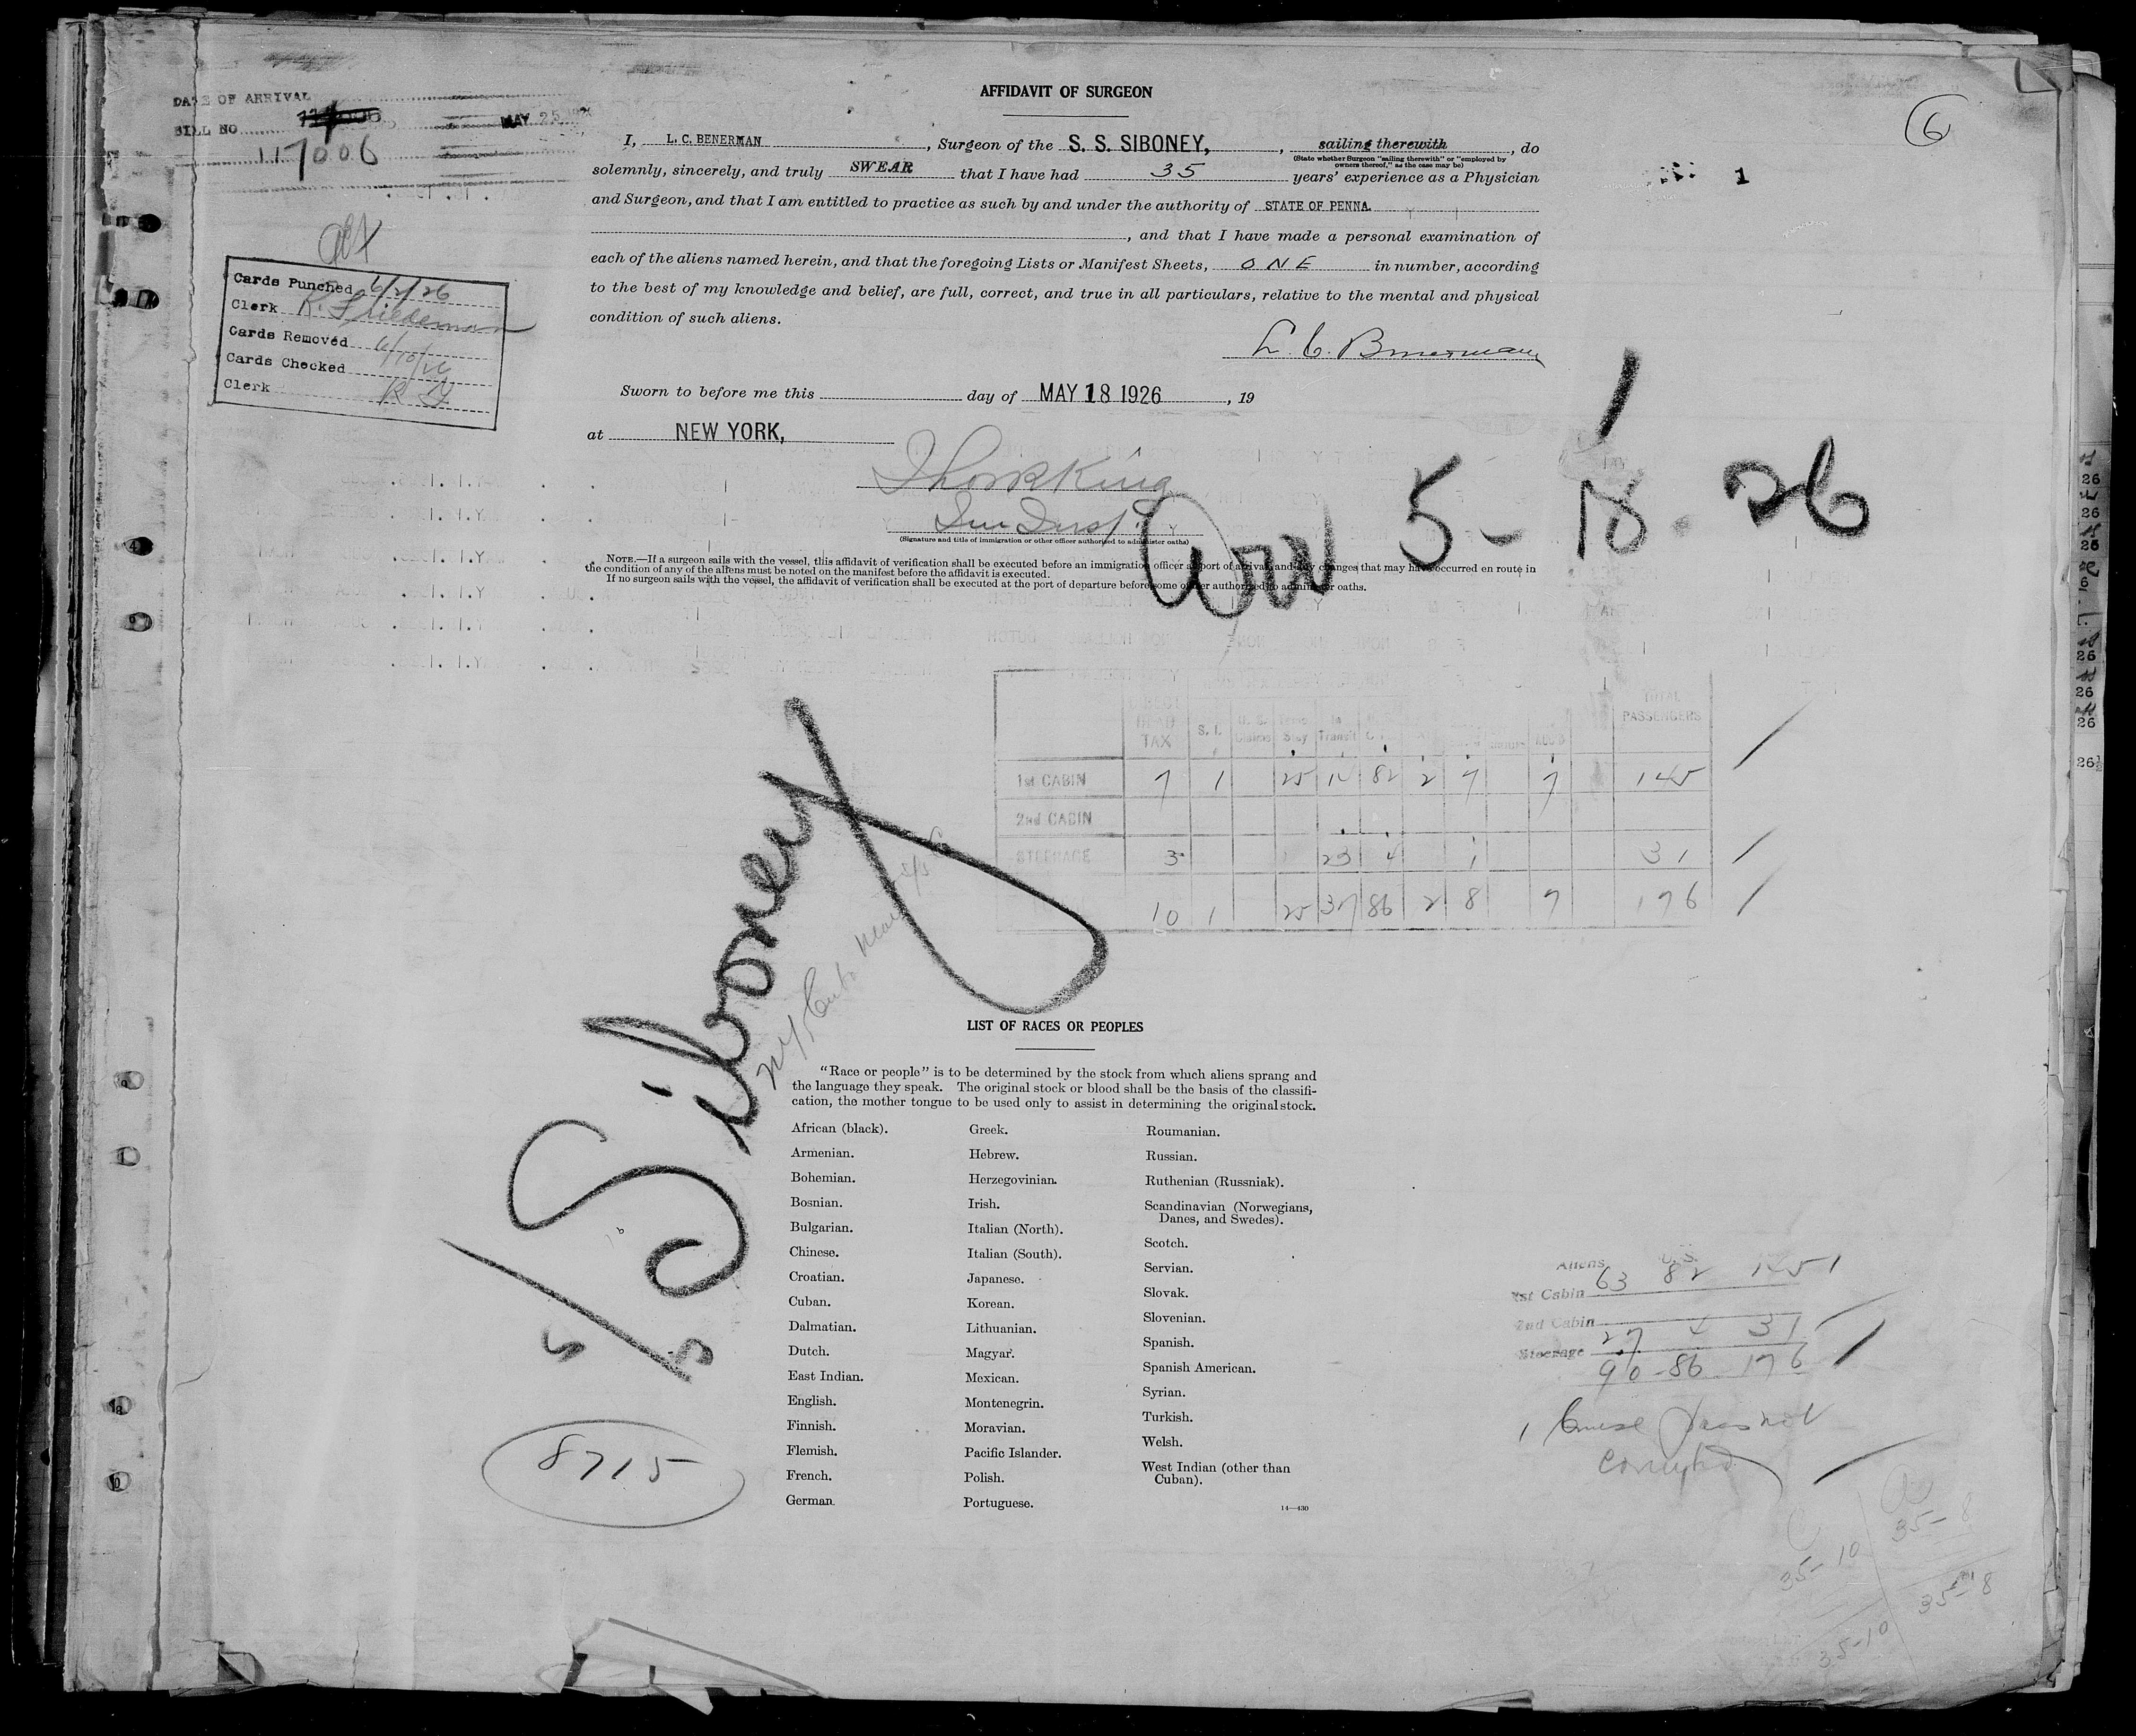 DATE OF ARRIVAL
BILL NO
MAY 25
117006
6
1
AFFIDAVIT OF SURGEON
I, L. C. BENERMAN, Surgeon of the S. S. SIBONEY, , sailing therewith, do
(State whether Surgeon "sailing therewith" or "employed by owners thereof," as the case may be)
solemnly, sincerely, and truly SWEAR that I have had 35 years' experience as a Physician
and Surgeon, and that I am entitled to practice as such by and under the authority of STATE OF PENNA.
, and that I have made a personal examination of
each of the aliens named herein, and that the foregoing Lists or Manifest Sheets, ONE in number, according
to the best of my knowledge and belief, are full, correct, and true in all particulars, relative to the mental and physical
condition of such aliens.
L. C. Benerman
Cards Punched 6/2/26
Clerk K. Friedeman
Cards Removed 6/10/26
Cards Checked
Clerk K F
Sworn to before me this day of MAY 18 1926, 19
at NEW YORK,
Imm Insp.
(Signature and title of immigration or other officer authorized to administer oaths)
Arr 5-18-26
NOTE.—If a surgeon sails with the vessel, this affidavit of verification shall be executed before an immigration officer at port of arrival and any changes that may have occurred en route in
the condition of any of the aliens must be noted on the manifest before the affidavit is executed.
If no surgeon sails with the vessel, the affidavit of verification shall be executed at the port of departure before some officer authorized to administer oaths.
HEAD TAX S. I. U. S. Claims Stay In Transit TOTAL PASSENGERS
1st CABIN 7 1 25 14 82 2 7 7 145
2nd CABIN
STEERAGE 3 23 4 1 31
10 1 25 37 86 2 8 7 176
S/S Siboney
LIST OF RACES OR PEOPLES
"Race or people" is to be determined by the stock from which aliens sprang and
the language they speak. The original stock or blood shall be the basis of the classifi-
cation, the mother tongue to be used only to assist in determining the original stock.
African (black).
Armenian.
Bohemian.
Bosnian.
Bulgarian.
Chinese.
Croatian.
Cuban.
Dalmatian.
Dutch.
East Indian.
English.
Finnish.
Flemish.
French.
German.
Greek.
Hebrew.
Herzegovinian.
Irish.
Italian (North).
Italian (South).
Japanese.
Korean.
Lithuanian.
Magyar.
Mexican.
Montenegrin.
Moravian.
Pacific Islander.
Polish.
Portuguese.
Roumanian.
Russian.
Ruthenian (Russniak).
Scandinavian (Norwegians,
Danes, and Swedes).
Scotch.
Servian.
Slovak.
Slovenian.
Spanish.
Spanish American.
Syrian.
Turkish.
Welsh.
West Indian (other than
Cuban).
14—430
8715
Aliens U.S.
1st Cabin 63 82 145
2nd Cabin
Steerage 27 4 31
90-86 176
35-10
35-8
35-10
35-8